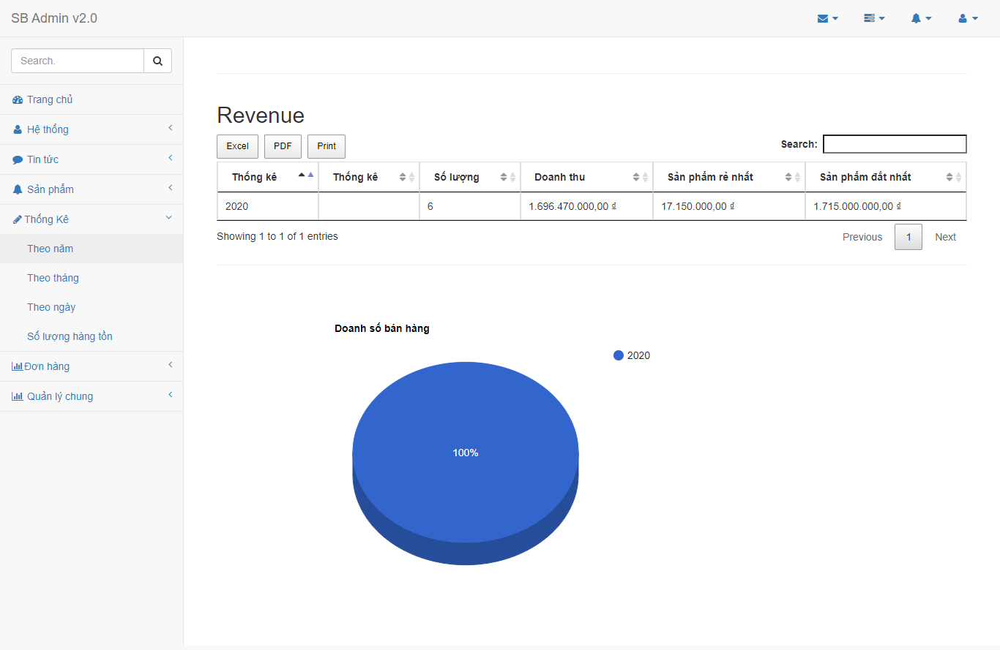 SB Admin v2.0
Search.
Trang chủ
Hệ thống
Tin tức
Sản phẩm
Thống Kê
Theo năm
Theo tháng
Theo ngày
Số lượng hàng tồn
Đơn hàng
Quản lý chung
Revenue
Excel PDF Print Search:
Thống kê Thống kê Số lượng Doanh thu Sản phẩm rẻ nhất Sản phẩm đắt nhất
2020 6 1.696.470.000,00 ₫ 17.150.000,00 ₫ 1.715.000.000,00 ₫
Showing 1 to 1 of 1 entries Previous 1 Next
Doanh số bán hàng
2020
100%